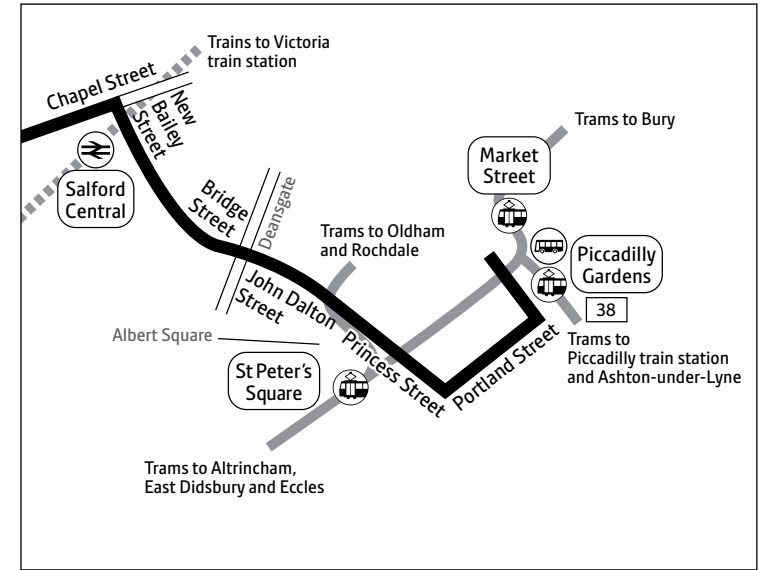 Trains to Victoria
train station
Chapel Street
New
Bailey
Street
Salford
Central
Bridge
Street
Deansgate
Trams to Bury
Market
Street
Trams to Oldham
and Rochdale
Piccadilly
Gardens
38
John Dalton
Street
Albert Square
Princess Street
Portland Street
Trams to
Piccadilly train station
and Ashton-under-Lyne
St Peter's
Square
Trams to Altrincham,
East Didsbury and Eccles